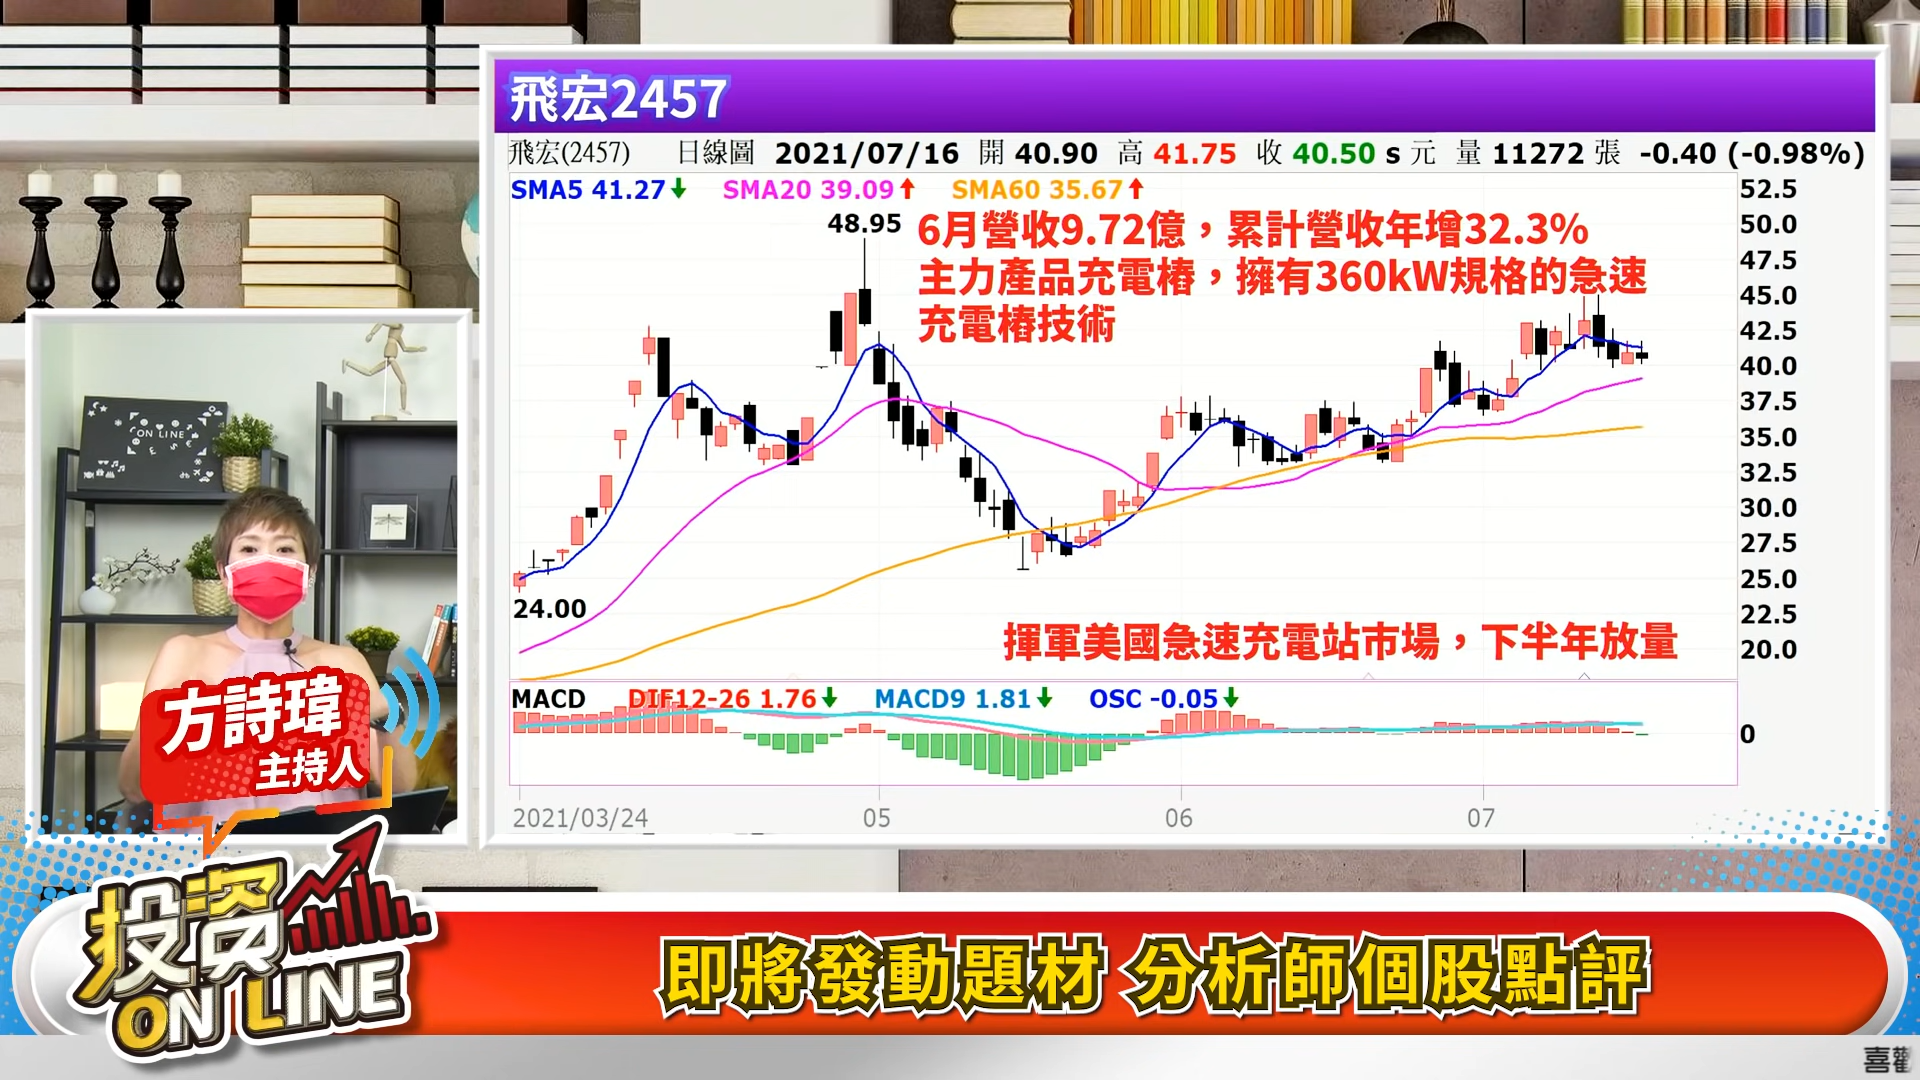 飛宏2457
飛宏(2457) 日線圖 2021/07/16 開 40.90 高 41.75 收 40.50 s 元 量 11272 張 -0.40 (-0.98%)
SMA5 41.27↓ SMA20 39.09↑ SMA60 35.67↑
52.5
50.0
47.5
45.0
42.5
40.0
37.5
35.0
32.5
30.0
27.5
25.0
22.5
20.0
48.95
6月營收9.72億，累計營收年增32.3%
主力產品充電樁，擁有360kW規格的急速
充電樁技術
24.00
揮軍美國急速充電站市場，下半年放量
MACD DIF12-26 1.76↓ MACD9 1.81↓ OSC -0.05↓
0
2021/03/24 05 06 07
ON LINE
方詩瑋
主持人
投資
ON LINE
即將發動題材 分析師個股點評
喜